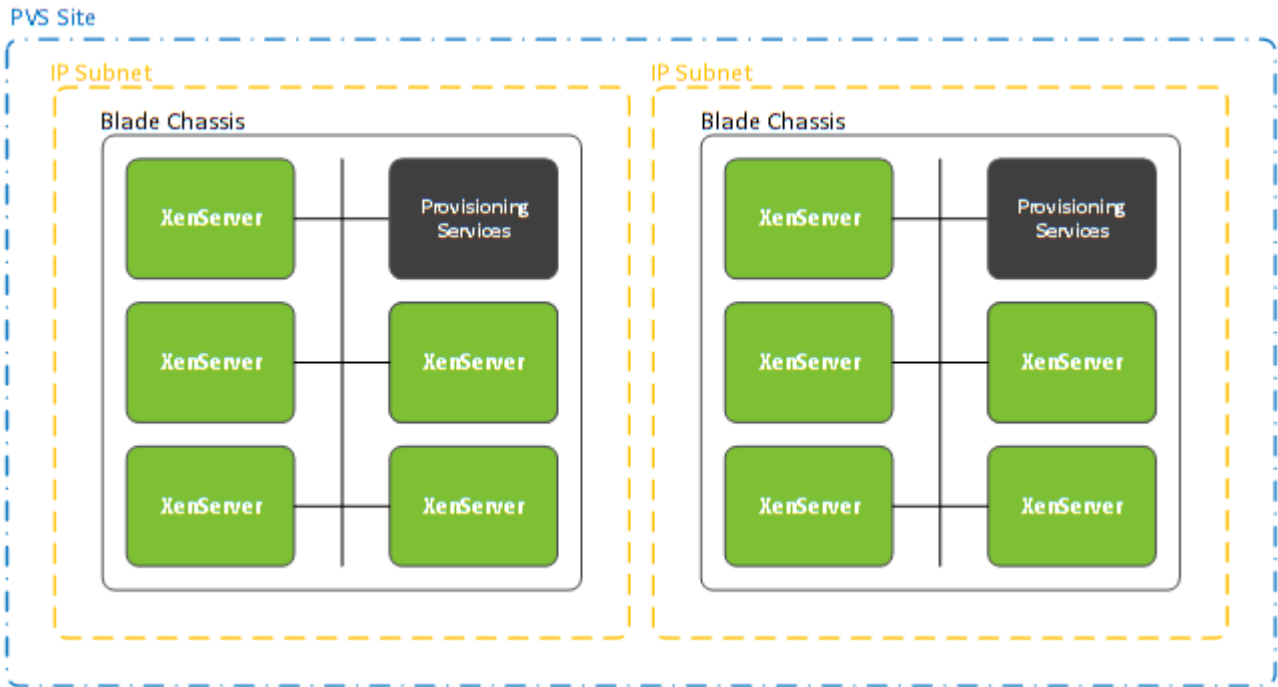 PVS Site
IP Subnet
IP Subnet
Blade Chassis
Blade Chassis
XenServer
Provisioning
Services
XenServer
Provisioning
Services
XenServer
XenServer
XenServer
XenServer
XenServer
XenServer
XenServer
XenServer